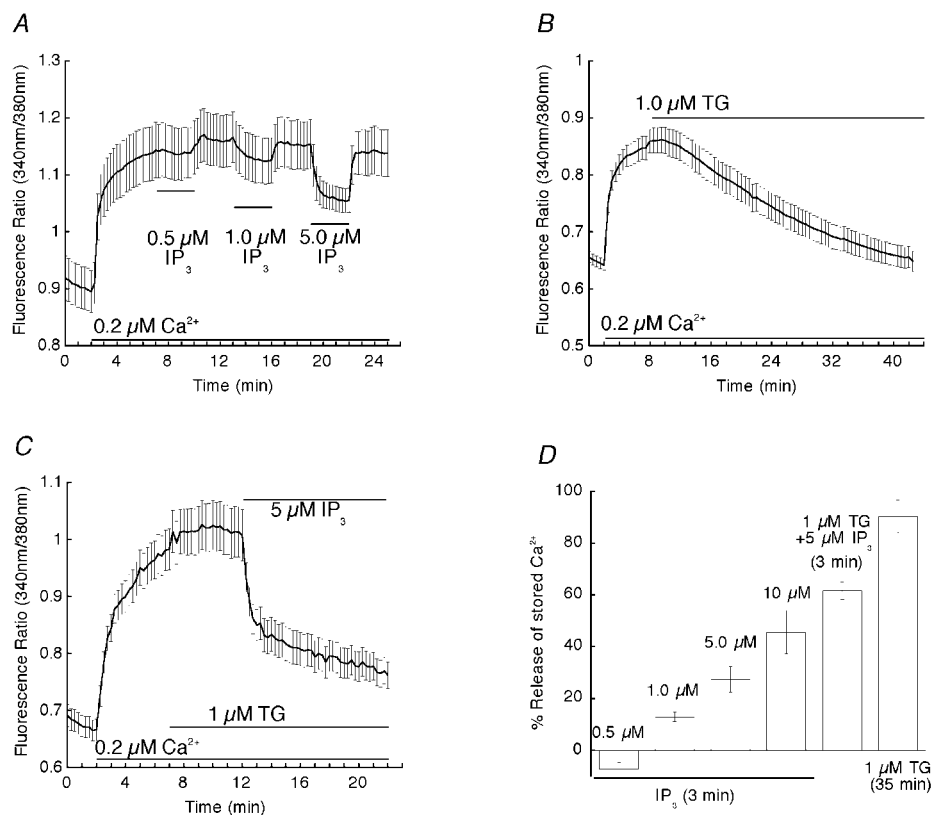 A
Fluorescence Ratio (340nm/380nm)
1.3
1.2
1.1
1
0.9
0.8
0.5 µM
IP3
1.0 µM
IP3
5.0 µM
IP3
0.2 µM Ca2+
0 4 8 12 16 20 24
Time (min)
B
Fluorescence Ratio (340nm/380nm)
1
0.9
0.8
0.7
0.6
0.5
1.0 µM TG
0.2 µM Ca2+
0 8 16 24 32 40
Time (min)
C
Fluorescence Ratio (340nm/380nm)
1.1
1
0.9
0.8
0.7
0.6
5 µM IP3
1 µM TG
0.2 µM Ca2+
0 4 8 12 16 20
Time (min)
D
% Release of stored Ca2+
100
80
60
40
20
0
0.5 µM
1.0 µM
5.0 µM
10 µM
1 µM TG
+5 µM IP3
(3 min)
1 µM TG
(35 min)
IP3 (3 min)